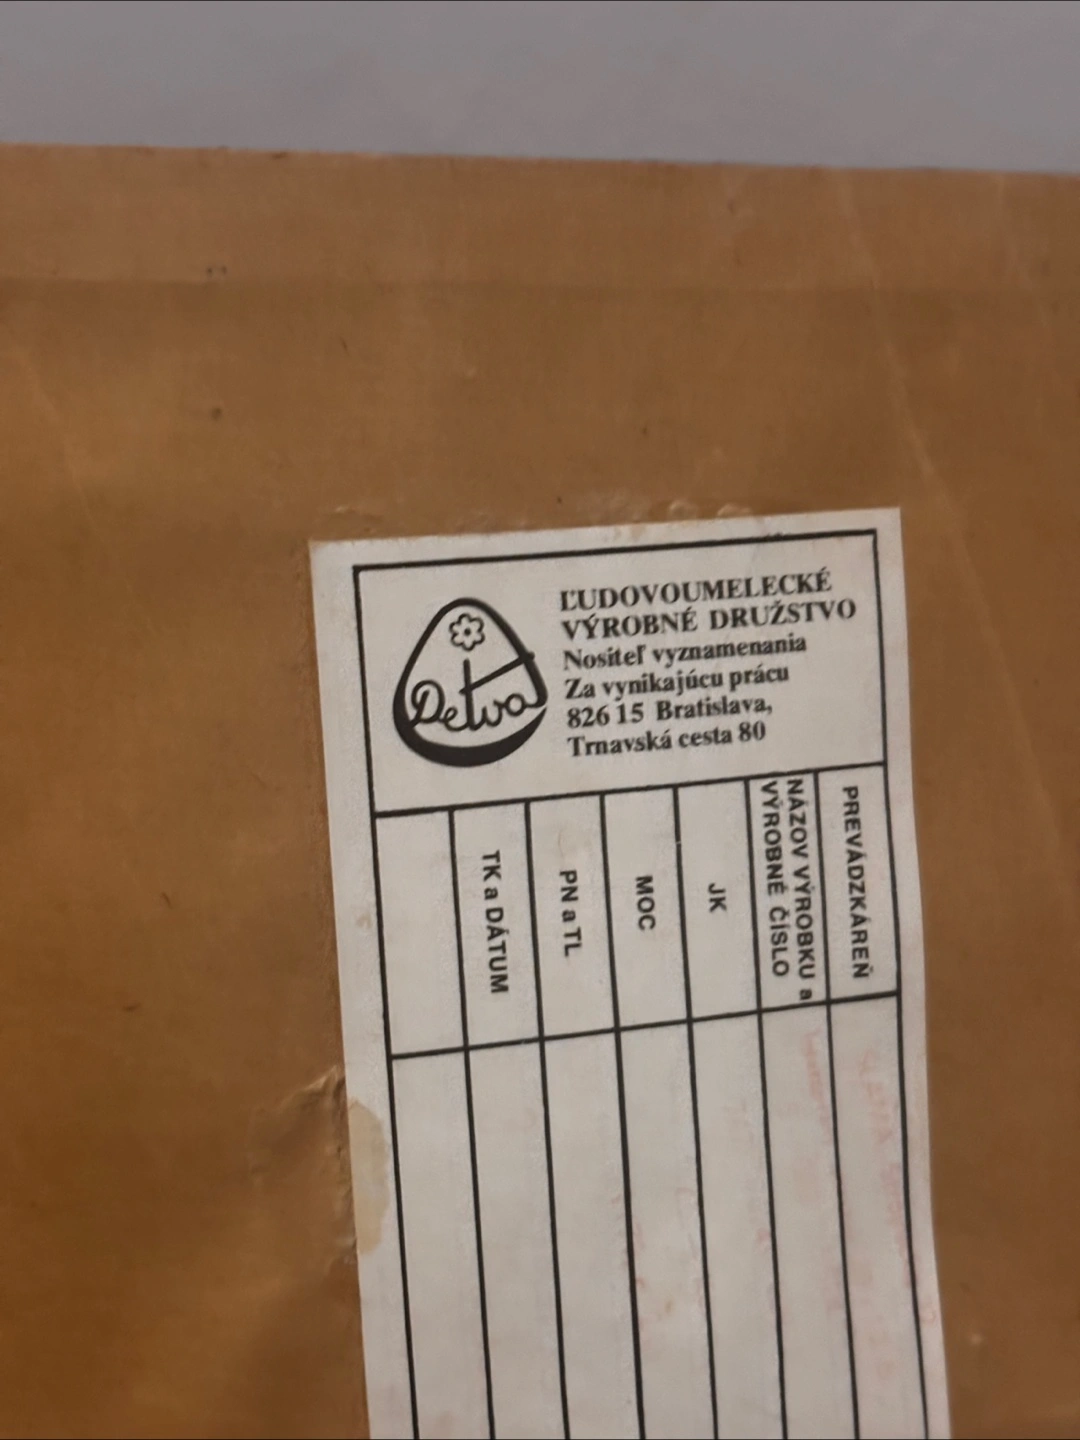 Detva
ĽUDOVOUMELECKÉ
VÝROBNÉ DRUŽSTVO
Nositeľ vyznamenania
Za vynikajúcu prácu
826 15 Bratislava,
Trnavská cesta 80
PREVÁDZKÁREŇ
NÁZOV VÝROBKU a
VÝROBNÉ ČÍSLO
JK
MOC
PN a TL
TK a DÁTUM